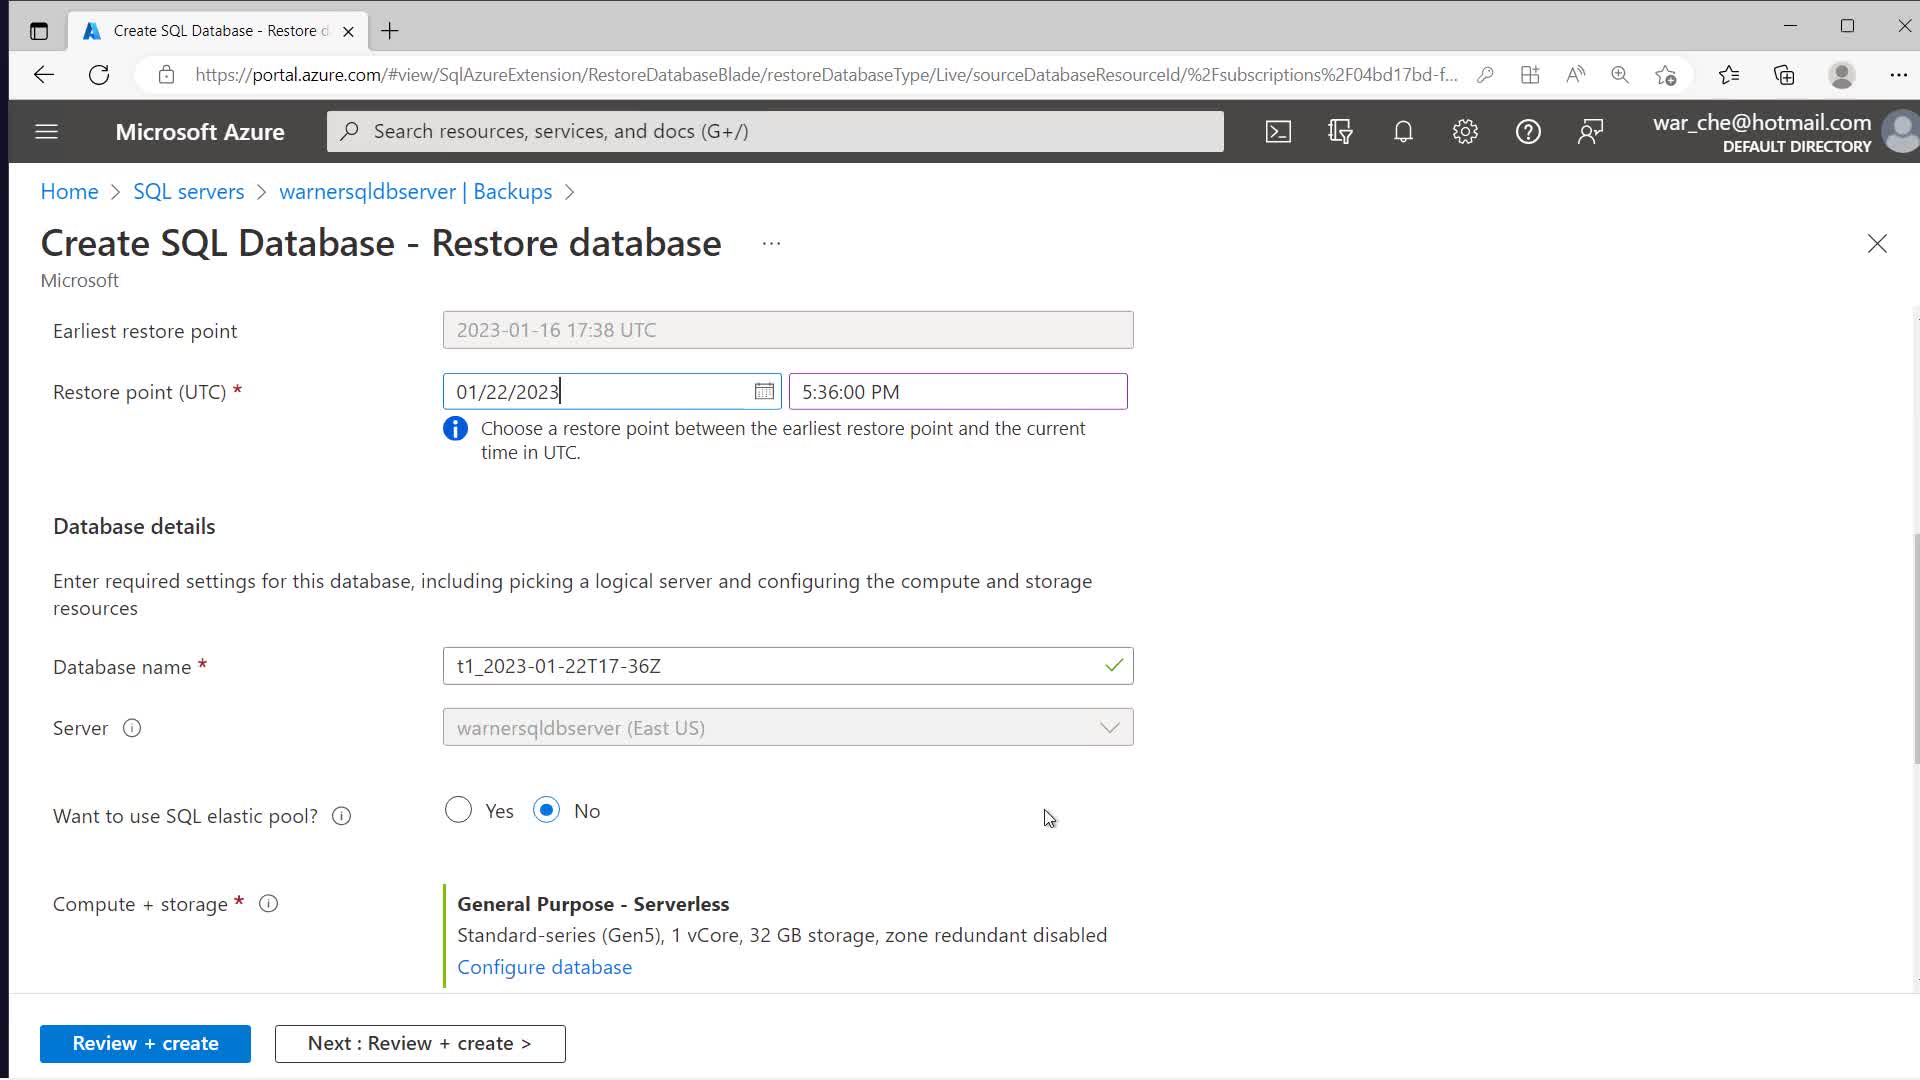 Create SQL Database - Restore d
https://portal.azure.com/#view/SqlAzureExtension/RestoreDatabaseBlade/restoreDatabaseType/Live/sourceDatabaseResourceId/%2Fsubscriptions%2F04bd17bd-f...
Microsoft Azure
Search resources, services, and docs (G+/)
war_che@hotmail.com
DEFAULT DIRECTORY
Home > SQL servers > warnersqldbserver | Backups >
Create SQL Database - Restore database ...
Microsoft
Earliest restore point
2023-01-16 17:38 UTC
Restore point (UTC) *
01/22/2023
5:36:00 PM
Choose a restore point between the earliest restore point and the current
time in UTC.
Database details
Enter required settings for this database, including picking a logical server and configuring the compute and storage
resources
Database name *
t1_2023-01-22T17-36Z
Server
warnersqldbserver (East US)
Want to use SQL elastic pool?
Yes
No
Compute + storage *
General Purpose - Serverless
Standard-series (Gen5), 1 vCore, 32 GB storage, zone redundant disabled
Configure database
Review + create
Next : Review + create >